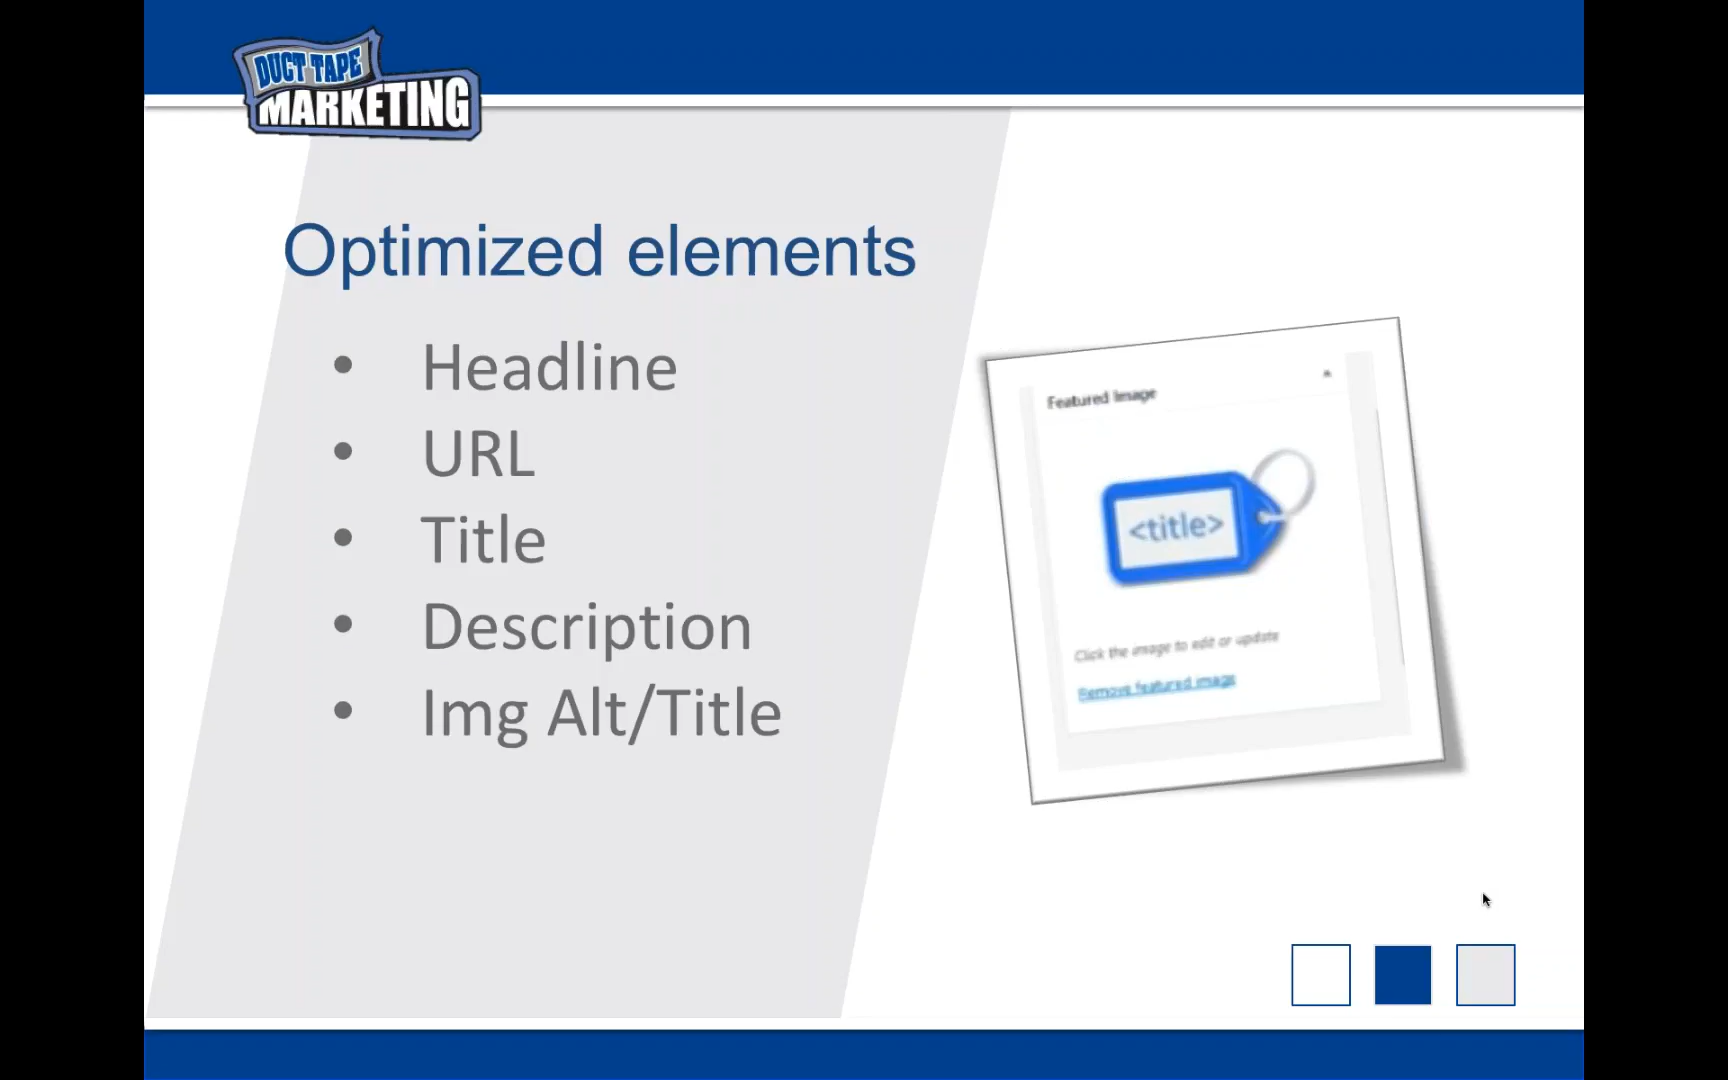 DUCT TAPE
MARKETING
Optimized elements
• Headline
• URL
• Title
• Description
• Img Alt/Title
Featured Image
<title>
Click the image to edit or update
Remove featured image